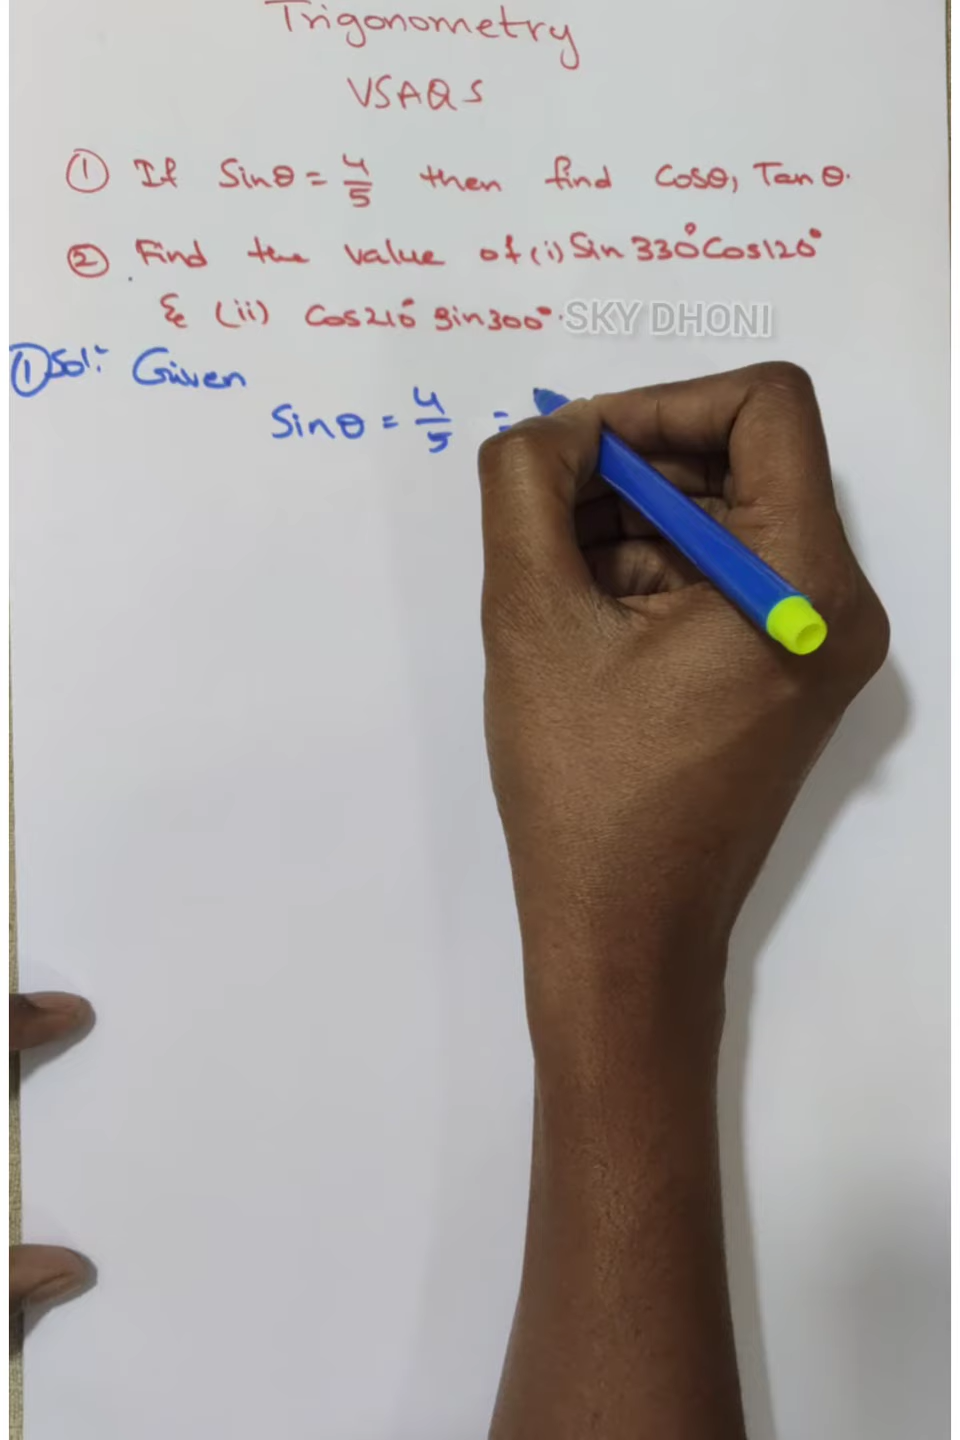 Trigonometry
VSAQS
① If Sinθ = 4/5 then find Cosθ, Tan θ.
② Find the value of (i) Sin 330° Cos120°
& (ii) Cos210° sin300°.
SKY DHONI
① Sol: Given
Sinθ = 4/5 =